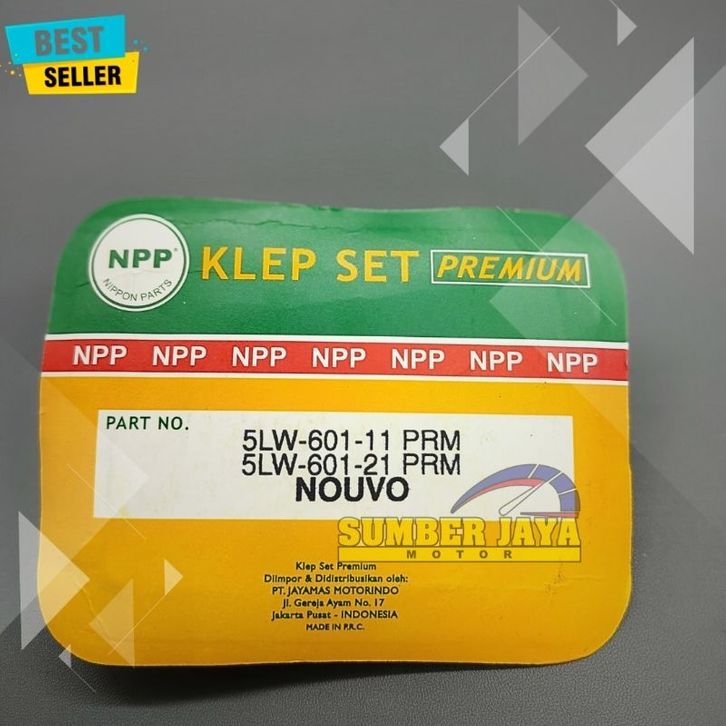 BEST
SELLER
NPP
NIPPON PARTS
KLEP SET PREMIUM
NPP NPP NPP NPP NPP NPP NPP
PART NO.
5LW-601-11 PRM
5LW-601-21 PRM
NOUVO
SUMBER JAYA
MOTOR
Klep Set Premium
Diimpor & Didistribusikan oleh:
PT. JAYAMAS MOTORINDO
Jl. Gereja Ayam No. 17
Jakarta Pusat - INDONESIA
MADE IN P.R.C.